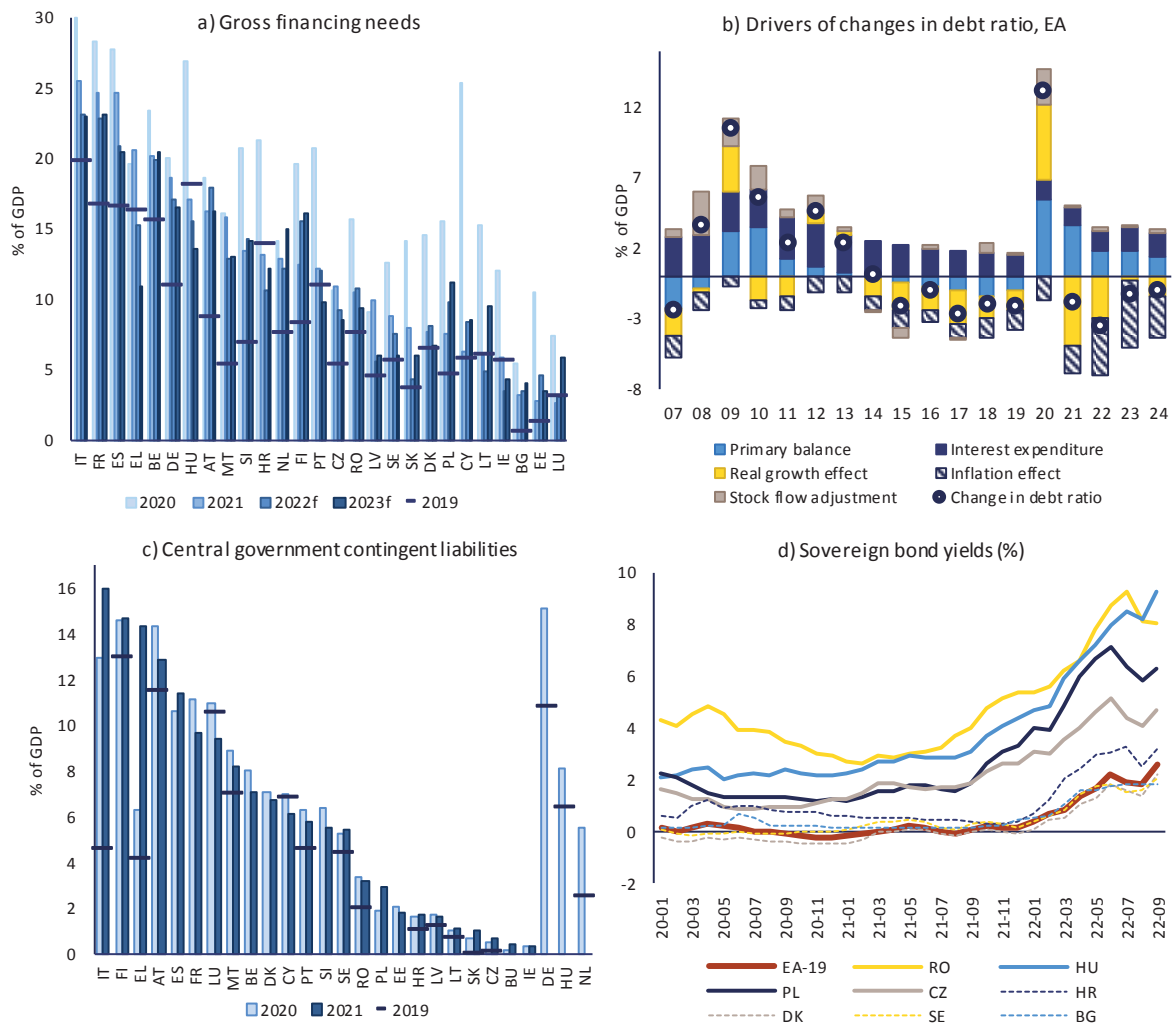 a) Gross financing needs
% of GDP
30
25
20
15
10
5
0
IT FR ES EL BE DE HU AT MT SI HR NL FI PT CZ RO LV SE SK DK PL CY LT IE BG EE LU
2020 2021 2022f 2023f 2019
b) Drivers of changes in debt ratio, EA
% of GDP
12
7
2
-3
-8
07 08 09 10 11 12 13 14 15 16 17 18 19 20 21 22 23 24
Primary balance Interest expenditure
Real growth effect Inflation effect
Stock flow adjustment Change in debt ratio
c) Central government contingent liabilities
% of GDP
16
14
12
10
8
6
4
2
0
IT FI EL AT ES FR LU MT BE DK CY PT SI SE RO PL EE HR LV LT SK CZ BU IE DE HU NL
2020 2021 2019
d) Sovereign bond yields (%)
10
8
6
4
2
0
-2
20-01 20-03 20-05 20-07 20-09 20-11 21-01 21-03 21-05 21-07 21-09 21-11 22-01 22-03 22-05 22-07 22-09
EA-19 RO HU
PL CZ HR
DK SE BG